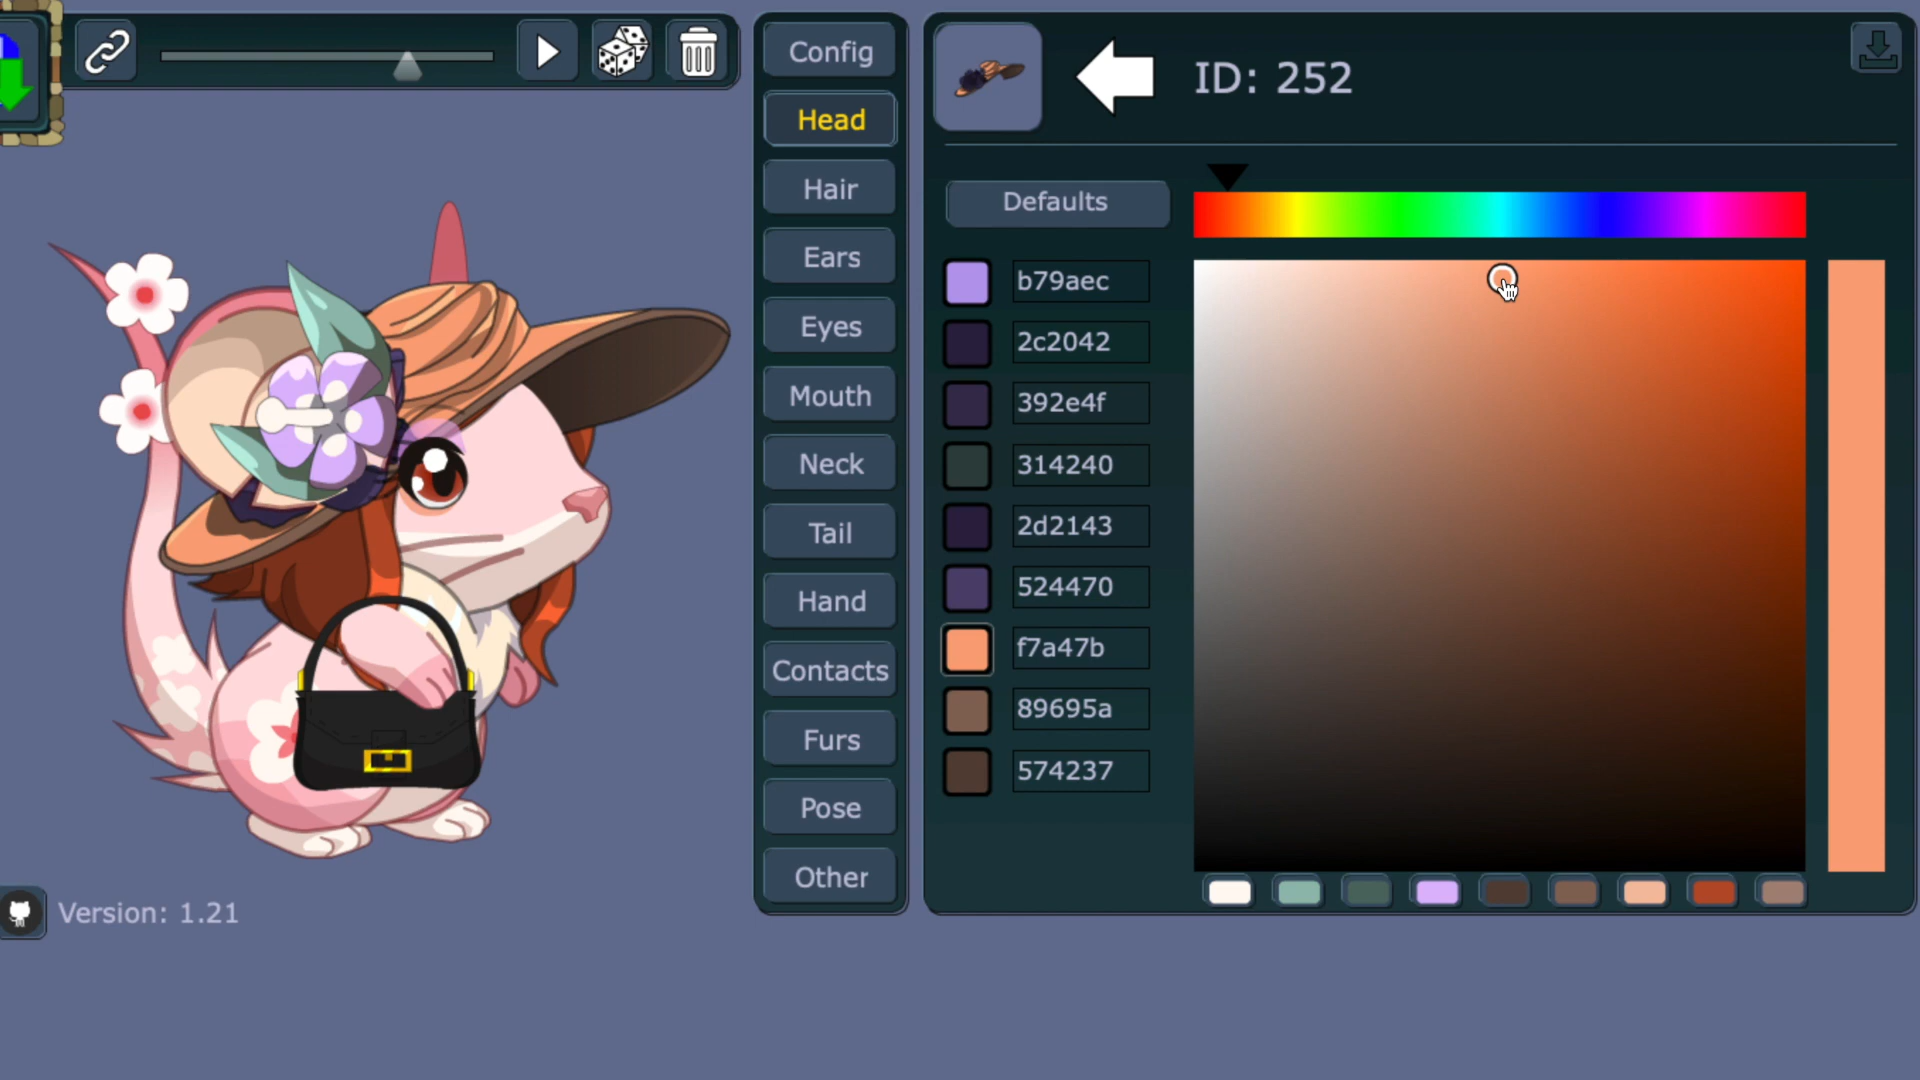 Config
Head
Hair
Ears
Eyes
Mouth
Neck
Tail
Hand
Contacts
Furs
Pose
Other
ID: 252
Defaults
b79aec
2c2042
392e4f
314240
2d2143
524470
f7a47b
89695a
574237
Version: 1.21